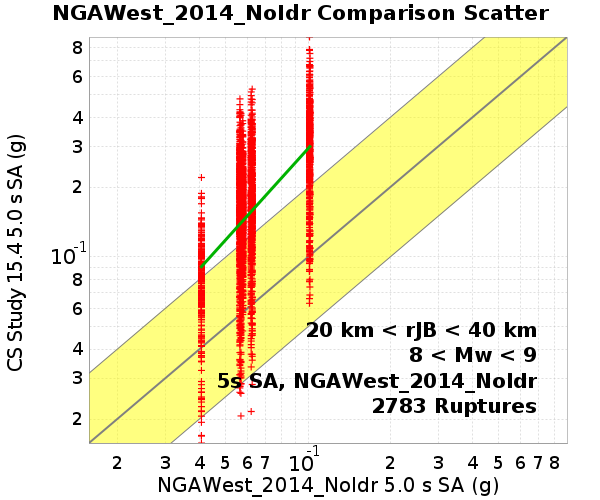 NGAWest_2014_NoIdr Comparison Scatter
CS Study 15.4 5.0 s SA (g)
8
6
4
3
2
10-1
8
6
4
3
2
20 km < rJB < 40 km
8 < Mw < 9
5s SA, NGAWest_2014_NoIdr
2783 Ruptures
2 3 4 5 6 7 10-1 2 3 4 5 6 7 8
NGAWest_2014_NoIdr 5.0 s SA (g)